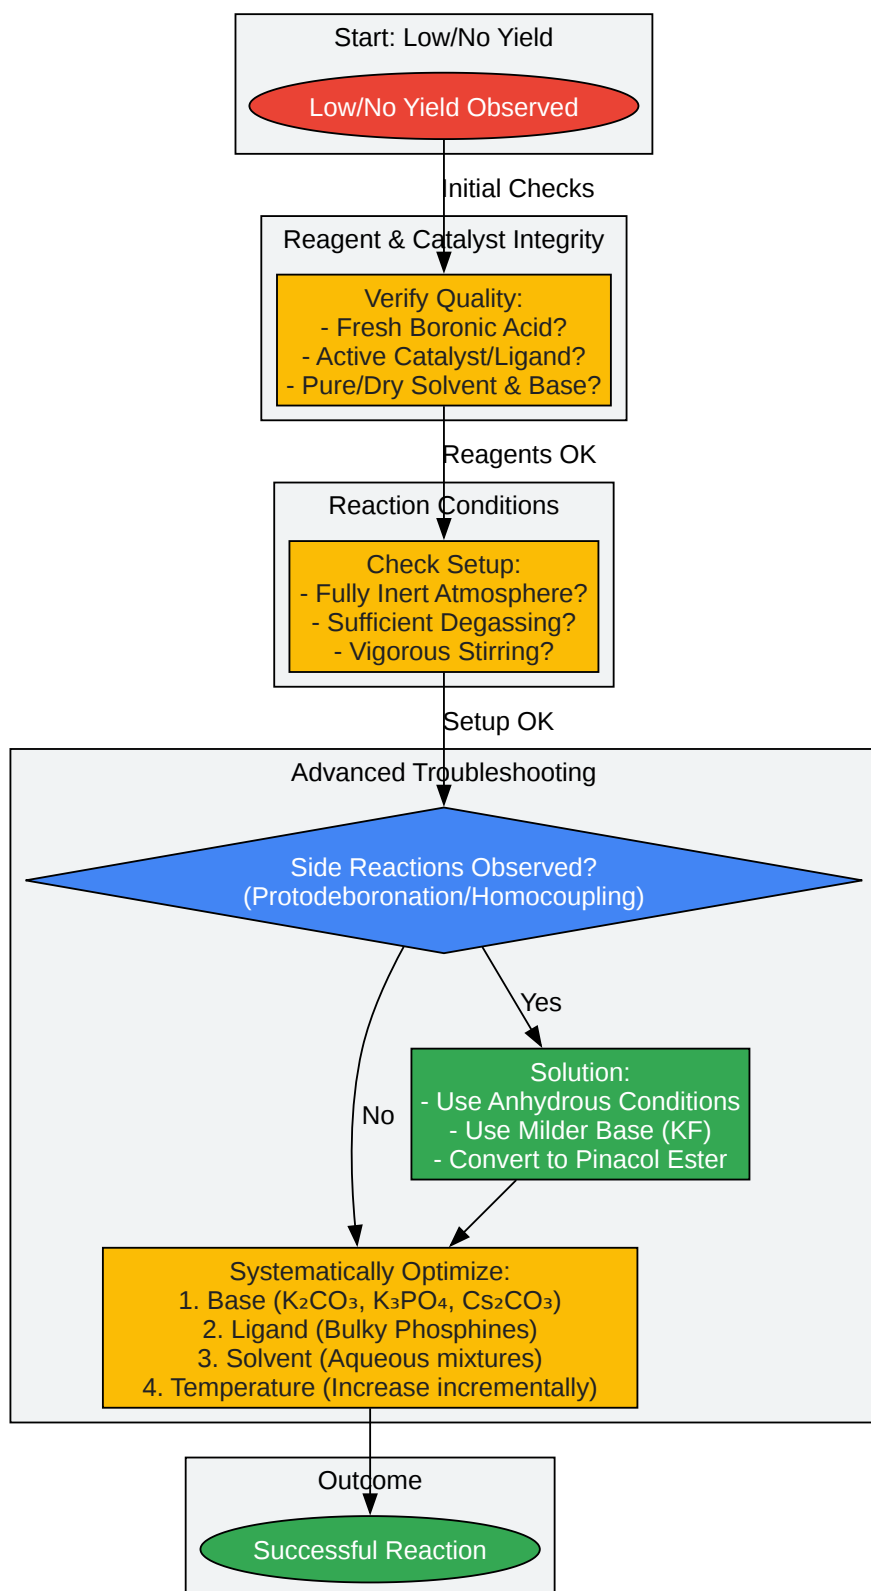 Start: Low/No Yield
Low/No Yield Observed
Initial Checks
Reagent & Catalyst Integrity
Verify Quality:
- Fresh Boronic Acid?
- Active Catalyst/Ligand?
- Pure/Dry Solvent & Base?
Reagents OK
Reaction Conditions
Check Setup:
- Fully Inert Atmosphere?
- Sufficient Degassing?
- Vigorous Stirring?
Setup OK
Advanced Troubleshooting
Side Reactions Observed?
(Protodeboronation/Homocoupling)
Yes
Solution:
- Use Anhydrous Conditions
- Use Milder Base (KF)
- Convert to Pinacol Ester
No
Systematically Optimize:
1. Base (K₂CO₃, K₃PO₄, Cs₂CO₃)
2. Ligand (Bulky Phosphines)
3. Solvent (Aqueous mixtures)
4. Temperature (Increase incrementally)
Outcome
Successful Reaction